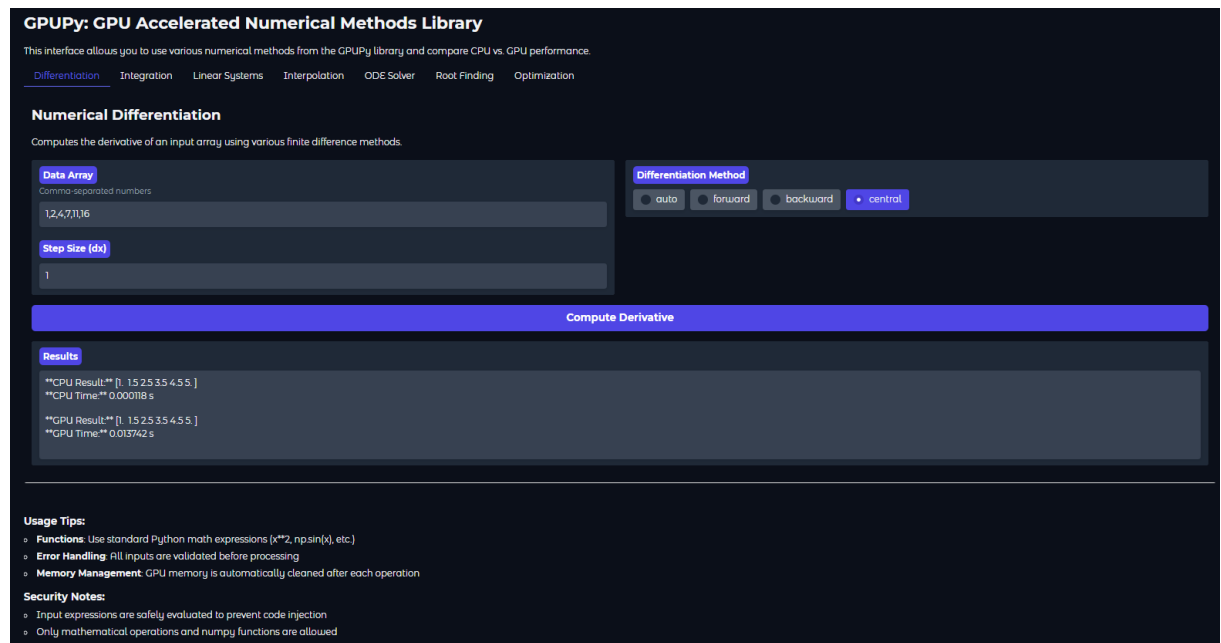 GPUPy: GPU Accelerated Numerical Methods Library
This interface allows you to use various numerical methods from the GPUPy library and compare CPU vs. GPU performance.
Differentiation Integration Linear Systems Interpolation ODE Solver Root Finding Optimization
Numerical Differentiation
Computes the derivative of an input array using various finite difference methods.
Data Array
Comma-separated numbers
1,2,4,7,11,16
Step Size (dx)
1
Differentiation Method
auto forward backward central
Compute Derivative
Results
**CPU Result:** [1. 1.5 2.5 3.5 4.5 5. ]
**CPU Time:** 0.000118 s
**GPU Result:** [1. 1.5 2.5 3.5 4.5 5. ]
**GPU Time:** 0.013742 s
Usage Tips:
Functions: Use standard Python math expressions (x**2, np.sin(x), etc.)
Error Handling: All inputs are validated before processing
Memory Management: GPU memory is automatically cleaned after each operation
Security Notes:
Input expressions are safely evaluated to prevent code injection
Only mathematical operations and numpy functions are allowed